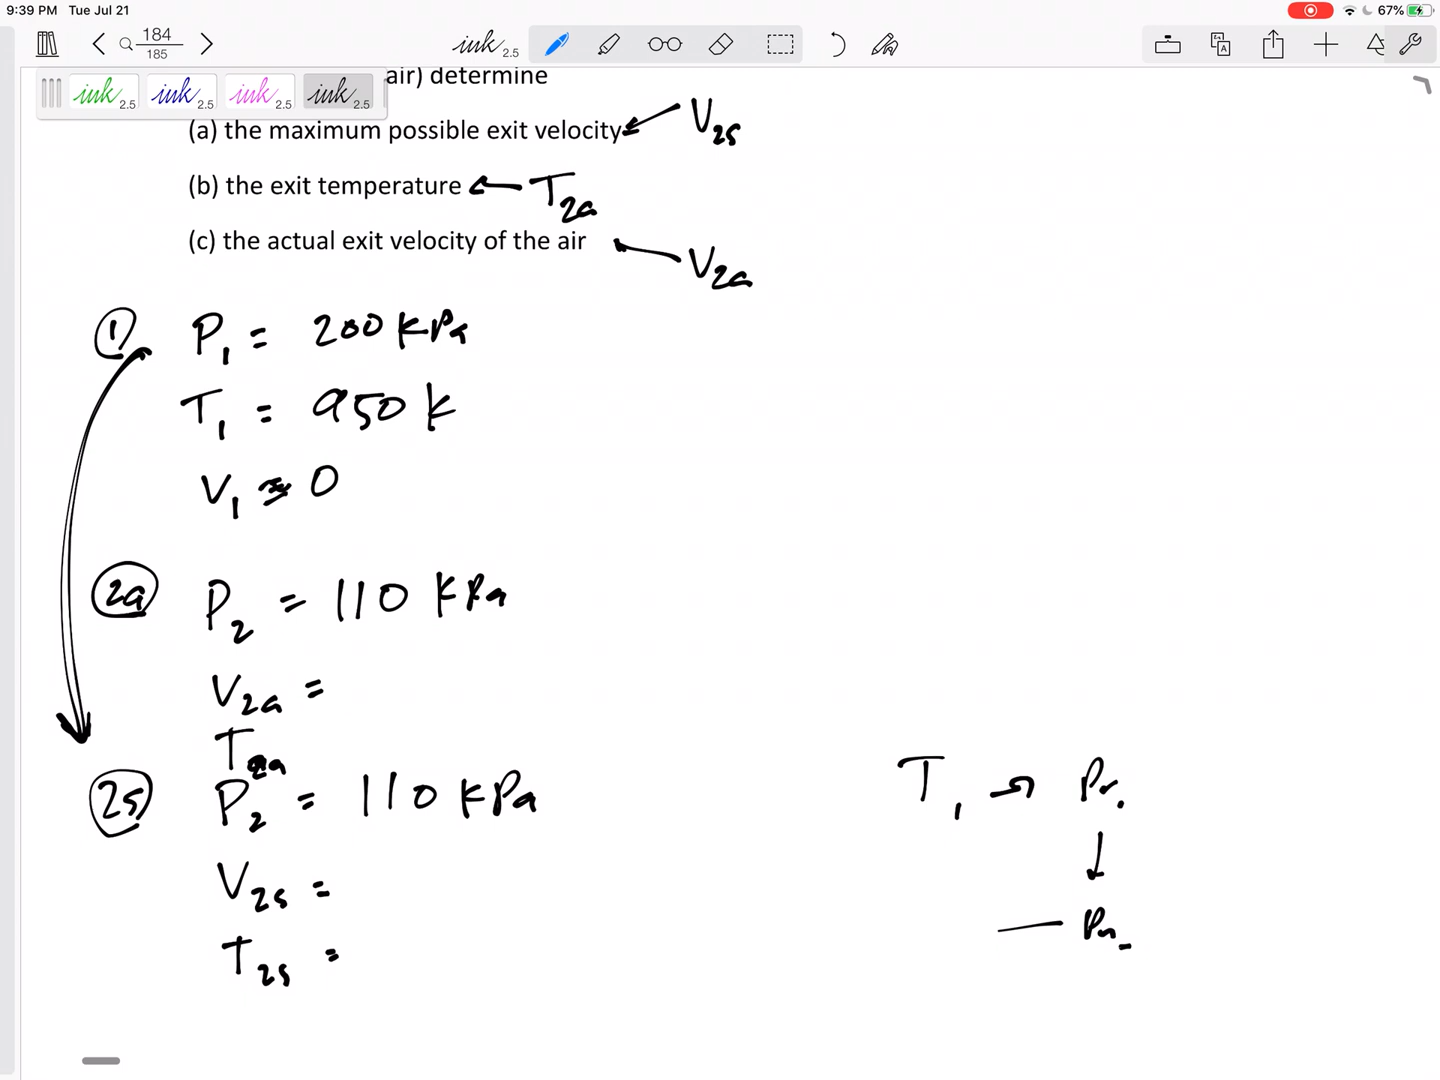 9:39 PM Tue Jul 21
67%
184
185
ink 2.5
ink 2.5 ink 2.5 ink 2.5 ink 2.5
air) determine
(a) the maximum possible exit velocity V2s
(b) the exit temperature T2a
(c) the actual exit velocity of the air V2a
1 P1 = 200 kPa
T1 = 950 k
V1 ≈ 0
2a P2 = 110 kPa
V2a =
T2a
2s P2 = 110 kPa
V2s =
T2s =
T1 → Pr1
↓